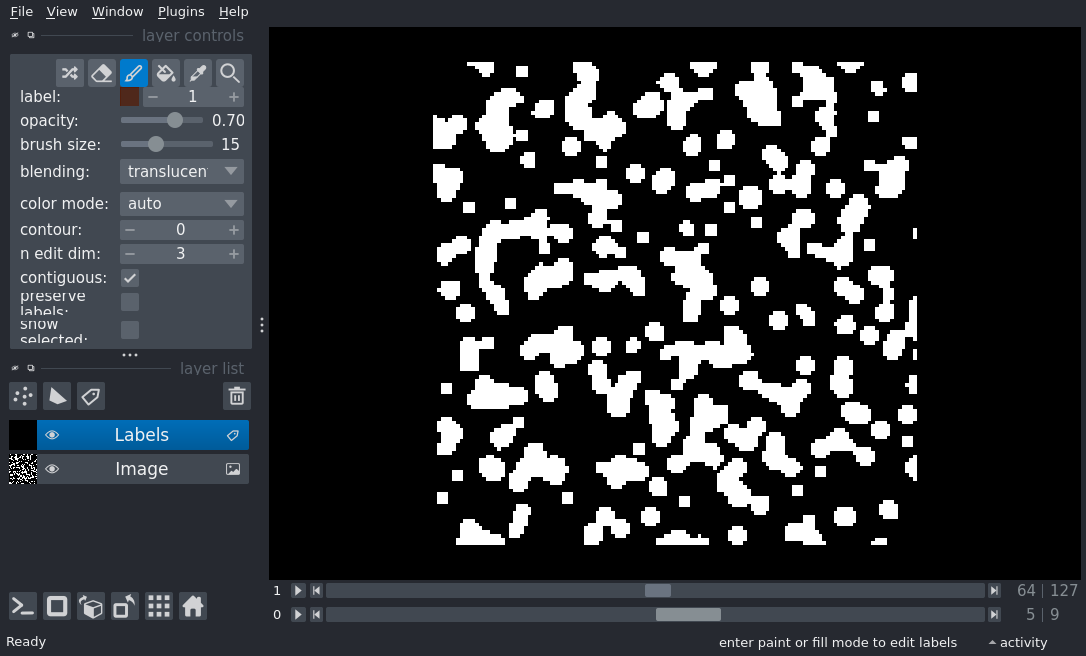 File View Window Plugins Help
layer controls
label: 1
opacity: 0.70
brush size: 15
blending: translucen
color mode: auto
contour: 0
n edit dim: 3
contiguous:
preserve
labels:
show
selected:
layer list
Labels
Image
1 64 127
0 5 9
Ready enter paint or fill mode to edit labels activity